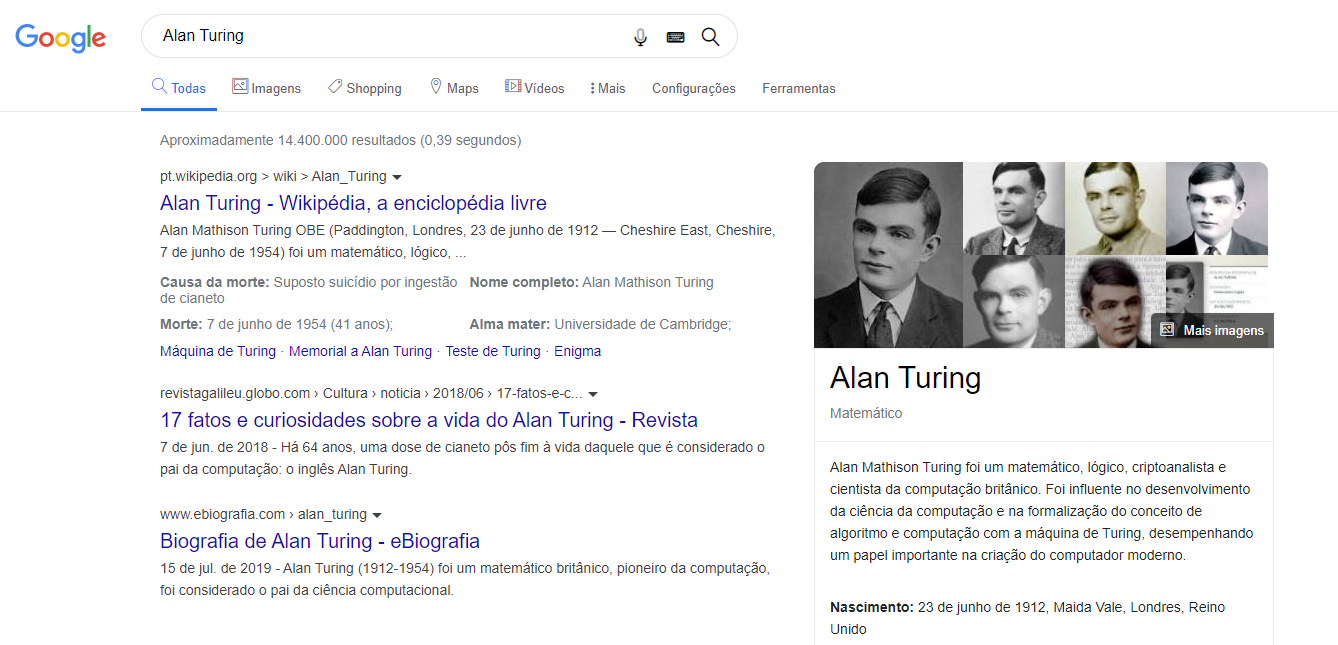 Google
Alan Turing
Todas
Imagens
Shopping
Maps
Vídeos
Mais
Configurações
Ferramentas
Aproximadamente 14.400.000 resultados (0,39 segundos)
pt.wikipedia.org > wiki > Alan_Turing
Alan Turing - Wikipédia, a enciclopédia livre
Alan Mathison Turing OBE (Paddington, Londres, 23 de junho de 1912 — Cheshire East, Cheshire,
7 de junho de 1954) foi um matemático, lógico, ...
Causa da morte: Suposto suicídio por ingestão
de cianeto
Nome completo: Alan Mathison Turing
Morte: 7 de junho de 1954 (41 anos);
Alma mater: Universidade de Cambridge;
Máquina de Turing · Memorial a Alan Turing · Teste de Turing · Enigma
revistagalileu.globo.com › Cultura › noticia › 2018/06 › 17-fatos-e-c...
17 fatos e curiosidades sobre a vida do Alan Turing - Revista
7 de jun. de 2018 - Há 64 anos, uma dose de cianeto pôs fim à vida daquele que é considerado o
pai da computação: o inglês Alan Turing.
www.ebiografia.com › alan_turing
Biografia de Alan Turing - eBiografia
15 de jul. de 2019 - Alan Turing (1912-1954) foi um matemático britânico, pioneiro da computação,
foi considerado o pai da ciência computacional.
Mais imagens
Alan Turing
Matemático
Alan Mathison Turing foi um matemático, lógico, criptoanalista e
cientista da computação britânico. Foi influente no desenvolvimento
da ciência da computação e na formalização do conceito de
algoritmo e computação com a máquina de Turing, desempenhando
um papel importante na criação do computador moderno.
Nascimento: 23 de junho de 1912, Maida Vale, Londres, Reino
Unido